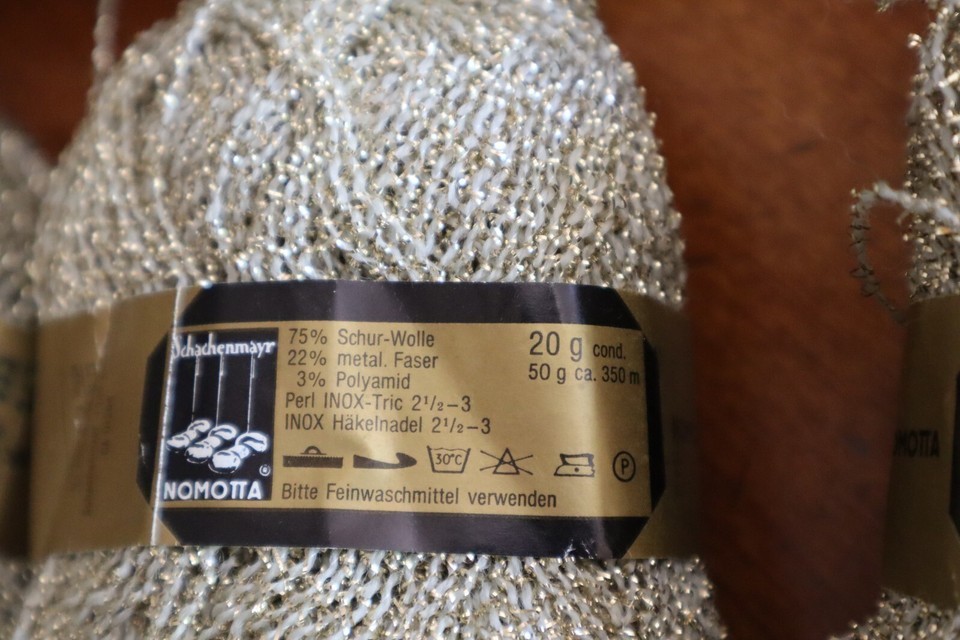 Schachenmayr
NOMOTTA
75% Schur-Wolle
22% metal. Faser
3% Polyamid
Perl INOX-Tric 2½–3
INOX Häkelnadel 2½–3
20 g cond.
50 g ca. 350 m
30°C
P
Bitte Feinwaschmittel verwenden
NOMOTTA